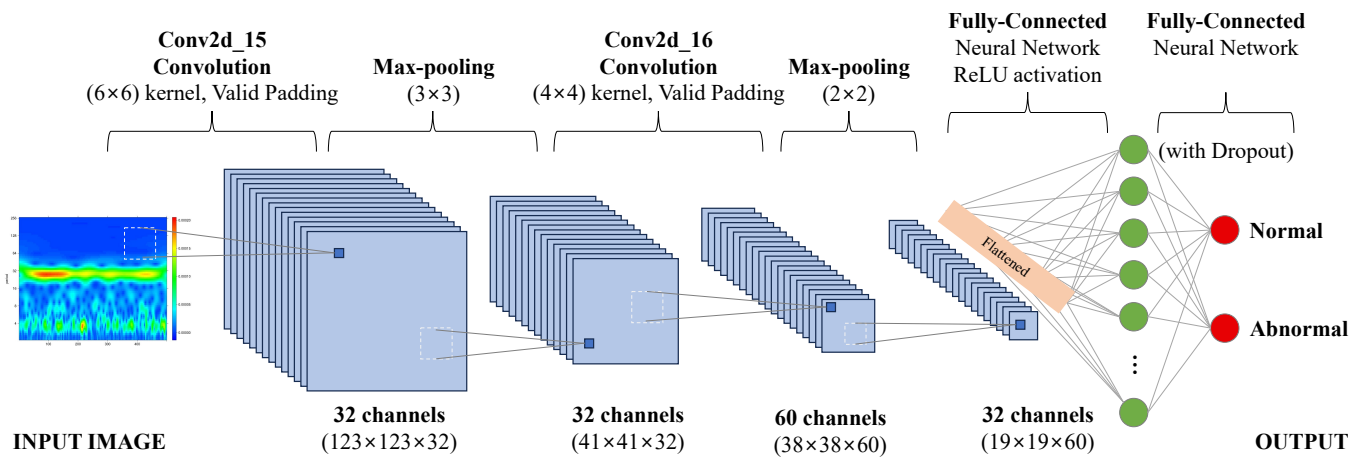 Conv2d_15
Convolution
(6×6) kernel, Valid Padding
Max-pooling
(3×3)
Conv2d_16
Convolution
(4×4) kernel, Valid Padding
Max-pooling
(2×2)
Fully-Connected
Neural Network
ReLU activation
Fully-Connected
Neural Network
(with Dropout)
Flattened
Normal
Abnormal
32 channels
(123×123×32)
32 channels
(41×41×32)
60 channels
(38×38×60)
32 channels
(19×19×60)
INPUT IMAGE
OUTPUT